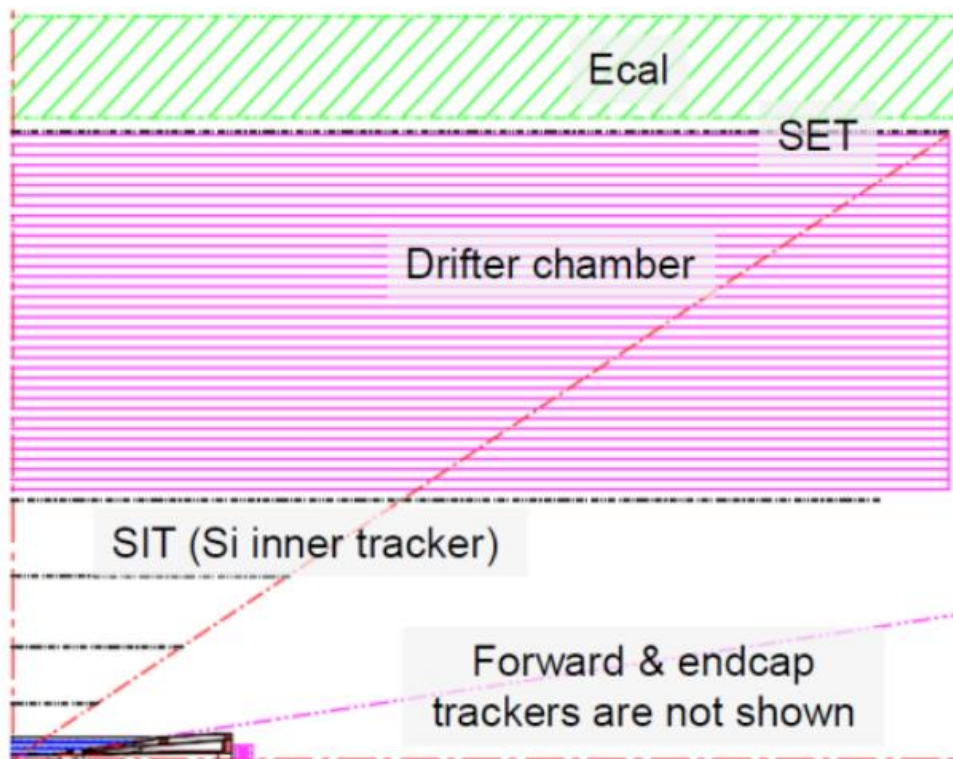 Ecal
SET
Drifter chamber
SIT (Si inner tracker)
Forward & endcap
trackers are not shown